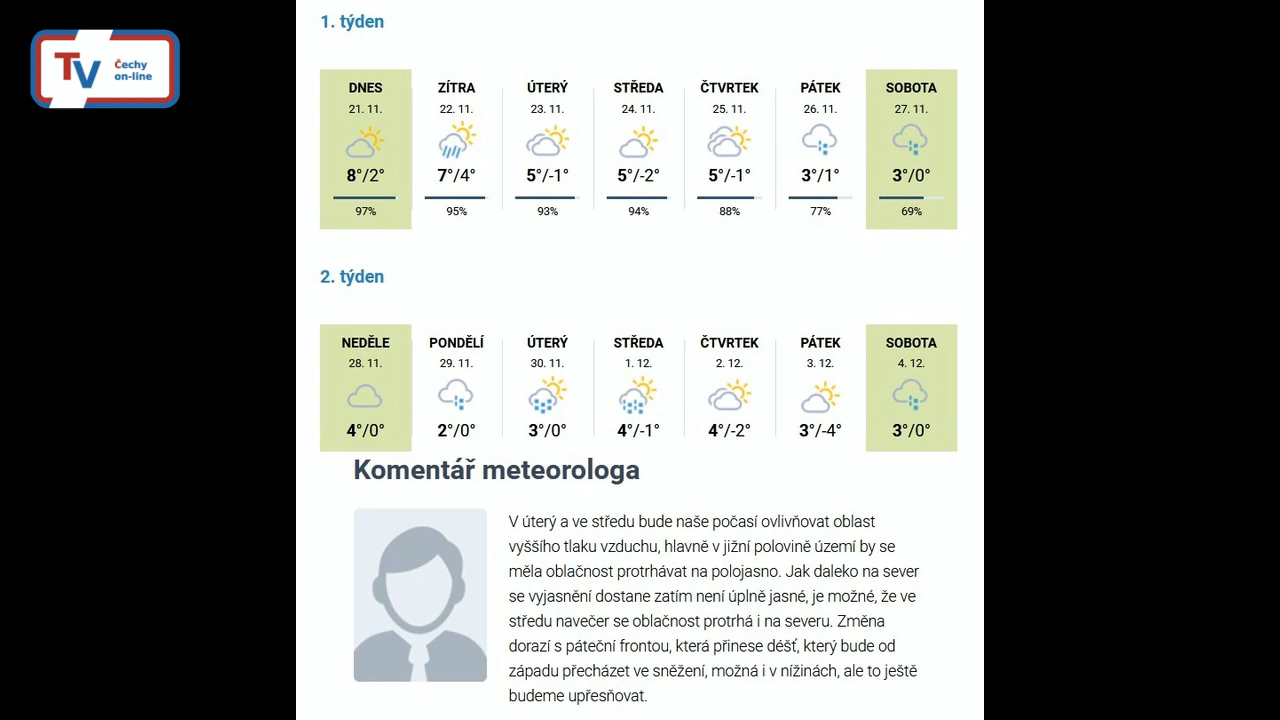 TV Čechy
on-line
1. týden
DNES ZÍTRA ÚTERÝ STŘEDA ČTVRTEK PÁTEK SOBOTA
21. 11. 22. 11. 23. 11. 24. 11. 25. 11. 26. 11. 27. 11.
8°/2° 7°/4° 5°/-1° 5°/-2° 5°/-1° 3°/1° 3°/0°
97% 95% 93% 94% 88% 77% 69%
2. týden
NEDĚLE PONDĚLÍ ÚTERÝ STŘEDA ČTVRTEK PÁTEK SOBOTA
28. 11. 29. 11. 30. 11. 1. 12. 2. 12. 3. 12. 4. 12.
4°/0° 2°/0° 3°/0° 4°/-1° 4°/-2° 3°/-4° 3°/0°
Komentář meteorologa
V úterý a ve středu bude naše počasí ovlivňovat oblast
vyššího tlaku vzduchu, hlavně v jižní polovině území by se
měla oblačnost protrhávat na polojasno. Jak daleko na sever
se vyjasnění dostane zatím není úplně jasné, je možné, že ve
středu navečer se oblačnost protrhá i na severu. Změna
dorazí s páteční frontou, která přinese déšť, který bude od
západu přecházet ve sněžení, možná i v nížinách, ale to ještě
budeme upřesňovat.